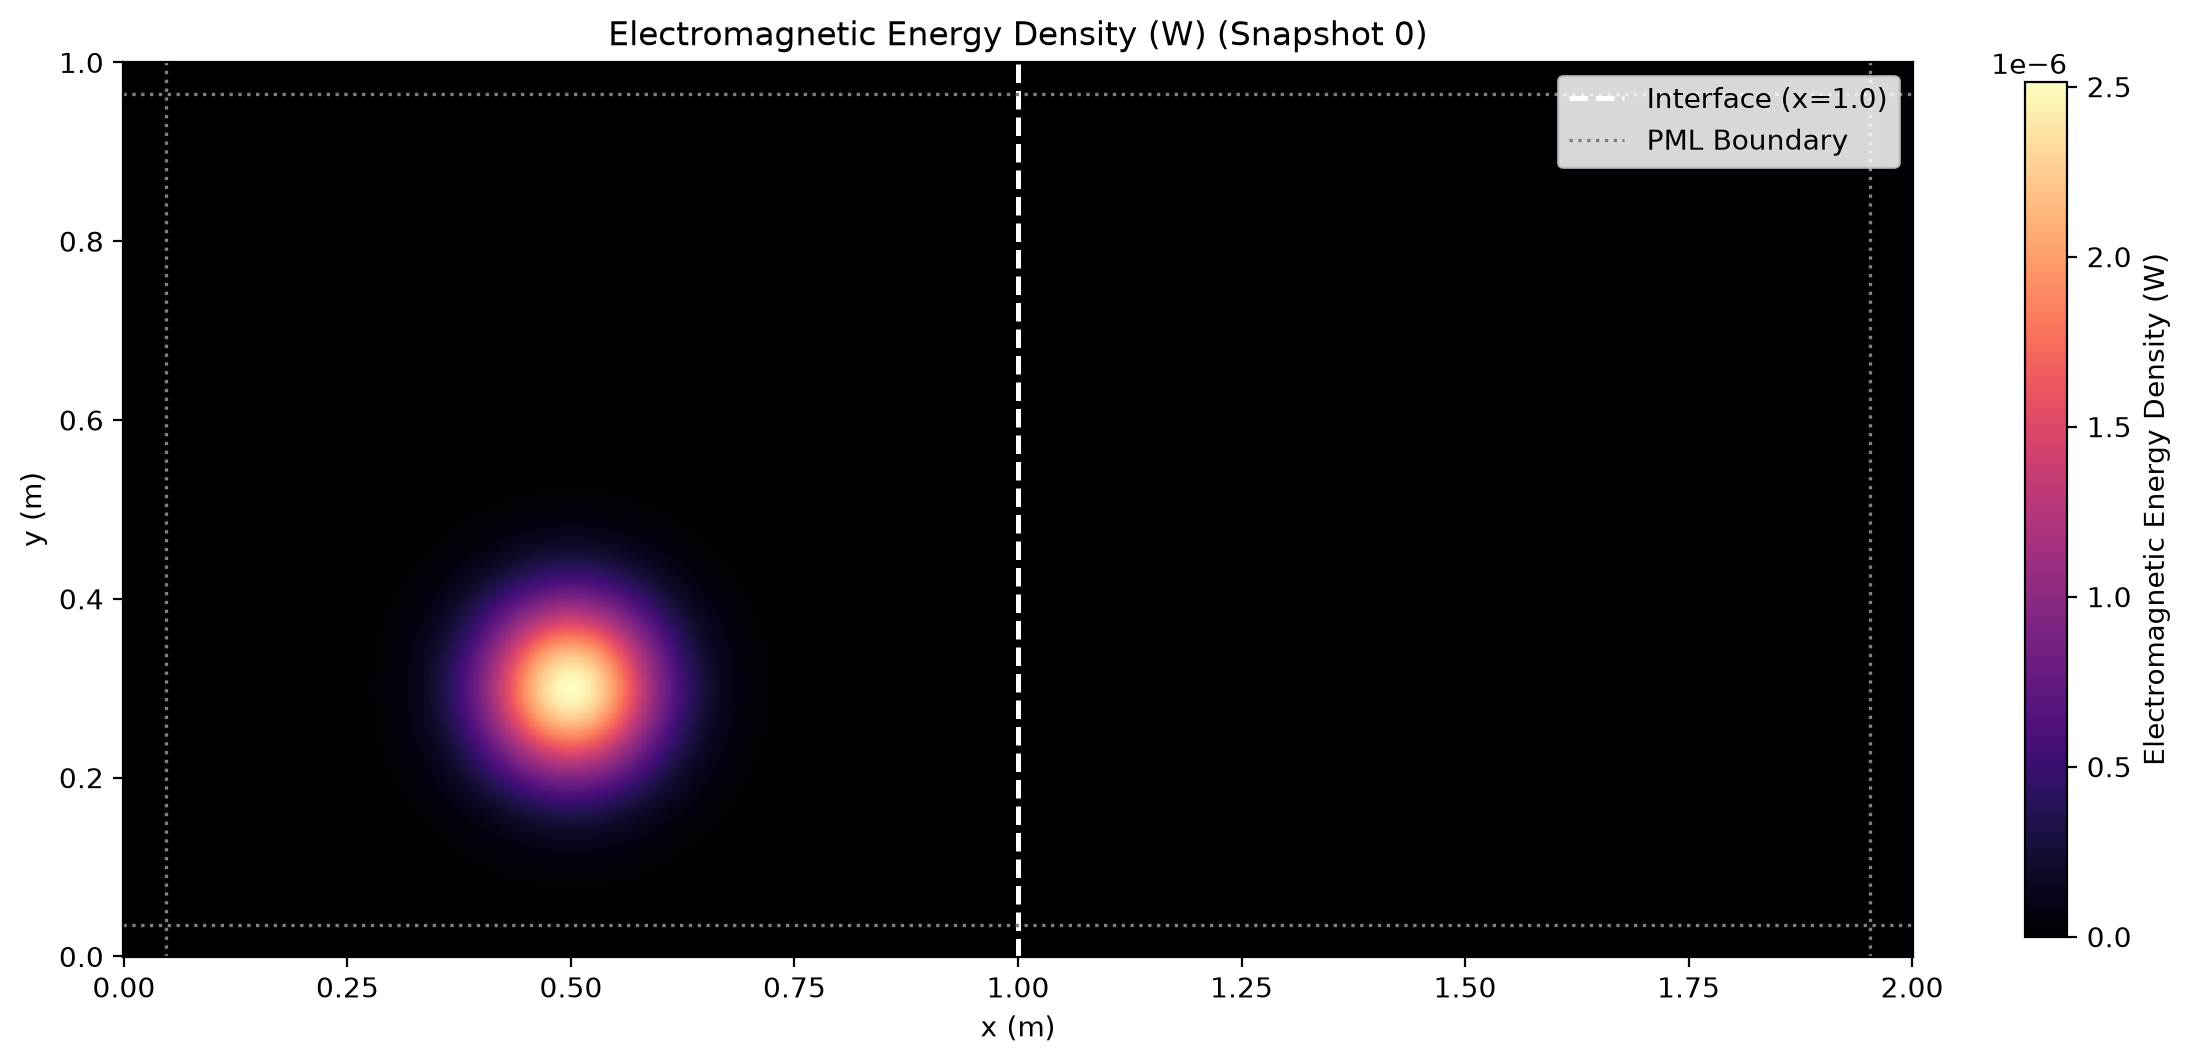 Electromagnetic Energy Density (W) (Snapshot 0)
1e−6
1.0
0.8
0.6
0.4
0.2
0.0
y (m)
Interface (x=1.0)
PML Boundary
0.00 0.25 0.50 0.75 1.00 1.25 1.50 1.75 2.00
x (m)
2.5
2.0
1.5
1.0
0.5
0.0
Electromagnetic Energy Density (W)